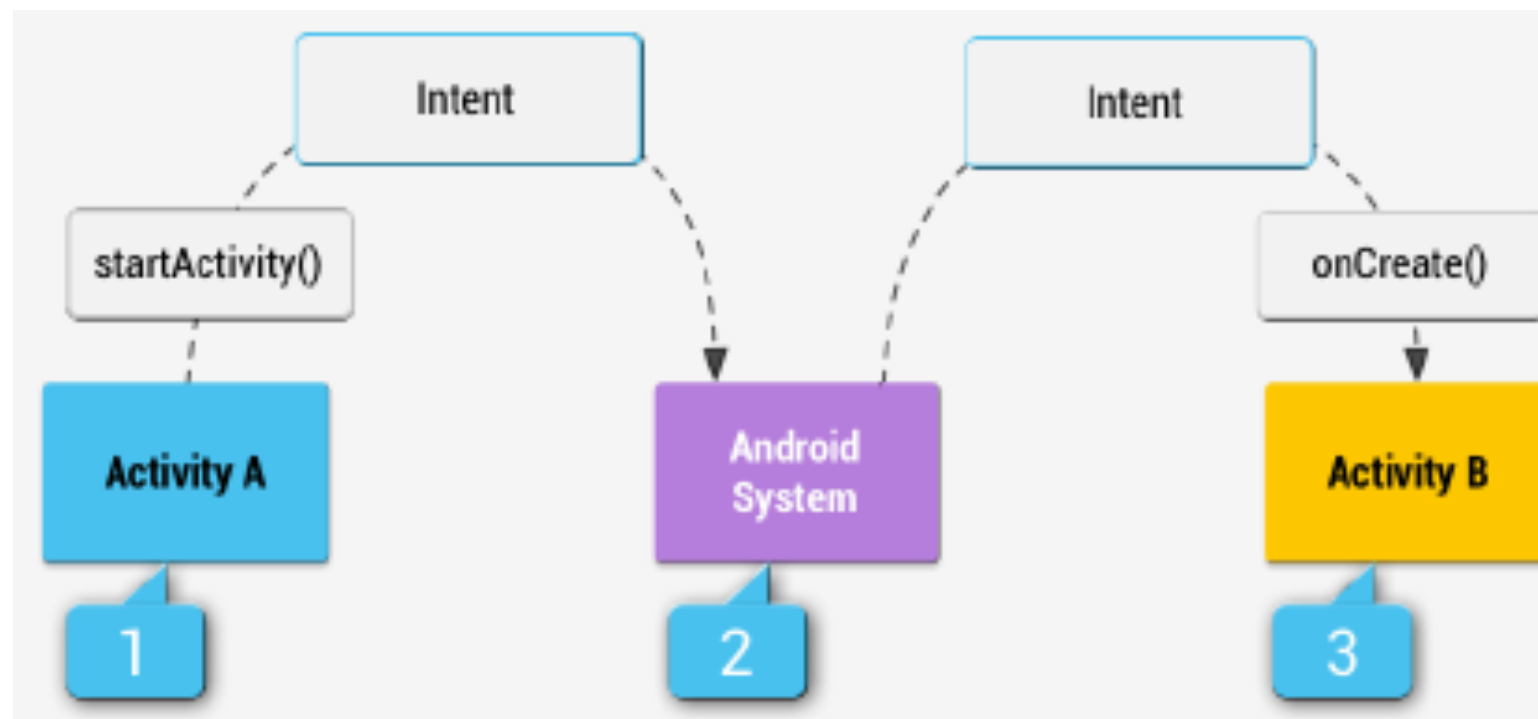 Intent
Intent
startActivity()
onCreate()
Activity A
Android
System
Activity B
1
2
3